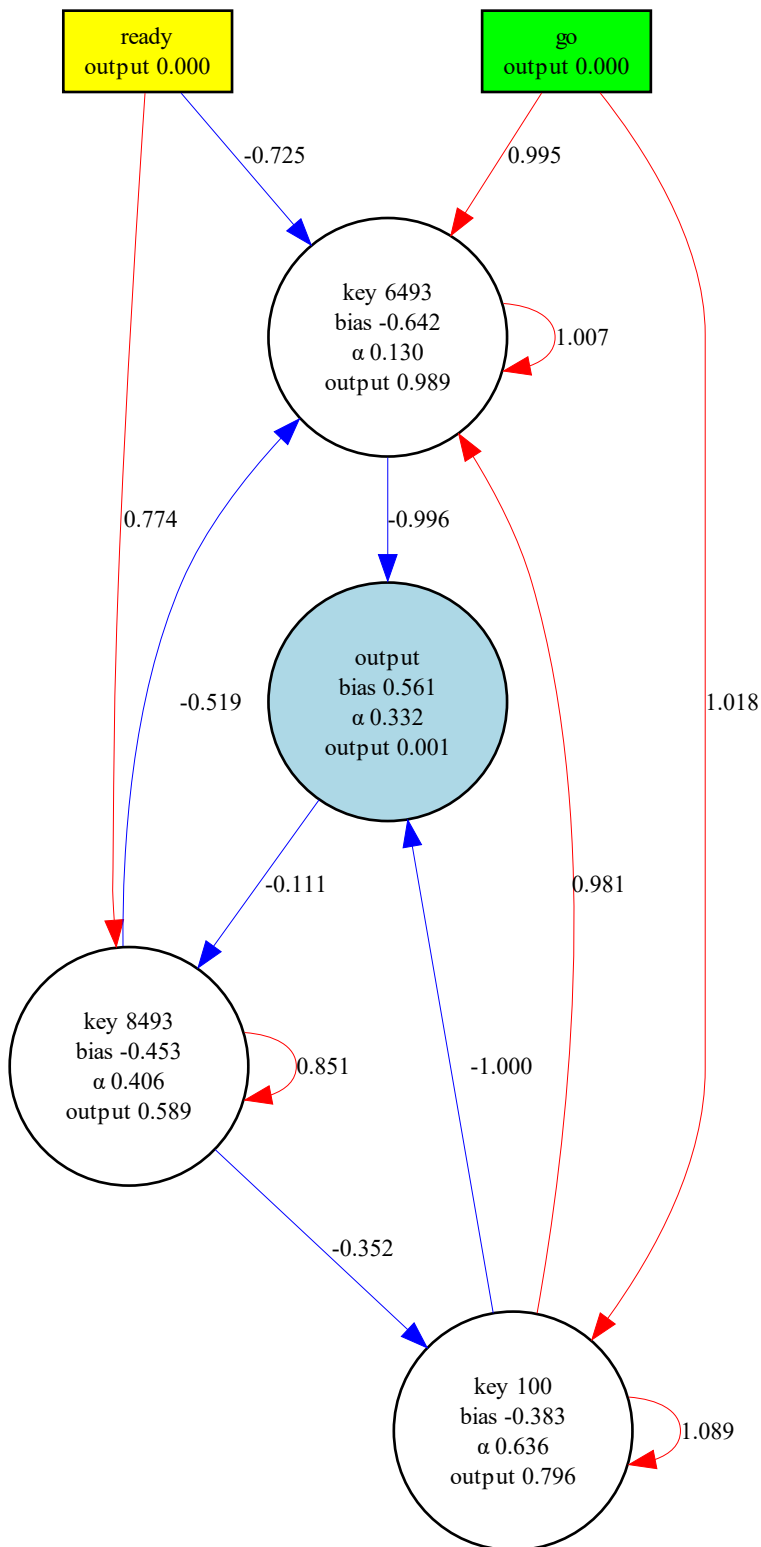 ready
output 0.000
go
output 0.000
-0.725
0.995
key 6493
bias -0.642
α 0.130
output 0.989
1.007
0.774
-0.996
output
bias 0.561
α 0.332
output 0.001
-0.519
1.018
-0.111
0.981
key 8493
bias -0.453
α 0.406
output 0.589
0.851
-1.000
-0.352
key 100
bias -0.383
α 0.636
output 0.796
1.089